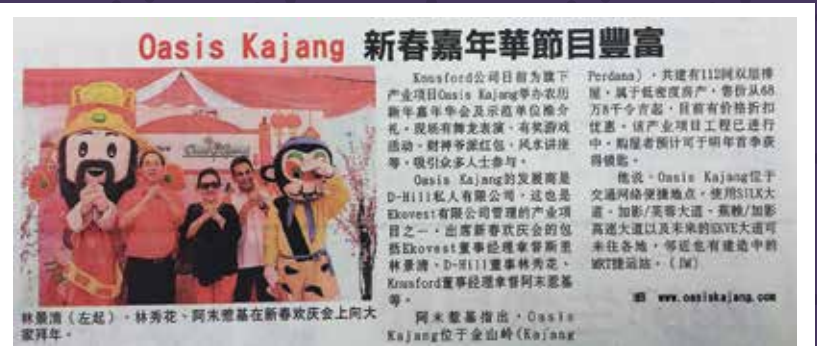 Oasis Kajang 新春嘉年華節目豐富
Knusford公司日前为旗下
产业项目Oasis Kajang举办农历
新年嘉年华会及示范单位推介
礼，现场有舞龙表演、有奖游戏
活动、财神爷派红包、风水讲座
等，吸引众多人士参与。
Oasis Kajang的发展商是
D-Hill私人有限公司，这也是
Ekovest有限公司管理的产业项
目之一，出席新春欢庆会的包
括Ekovest董事经理拿督斯里
林景清、D-Hill董事林秀花、
Knusford董事经理拿督阿末惹基
等。
阿末惹基指出，Oasis
Kajang位于金山岭(Kajang
Perdana)，共建有112间双层排
屋，属于低密度房产，售价从68
万8千令吉起，目前有价格折扣
优惠。该产业项目工程已进行
中，购屋者预计可于明年首季获
得钥匙。
他说，Oasis Kajang位于
交通网络便捷地点，使用SILK大
道、加影/芙蓉大道、蕉赖/加影
高速大道以及未来的EKVE大道可
来往各地，邻近也有建造中的
MRT捷运站。(JW)
www.oasiskajang.com
林景清（左起）、林秀花、阿末惹基在新春欢庆会上向大
家拜年。